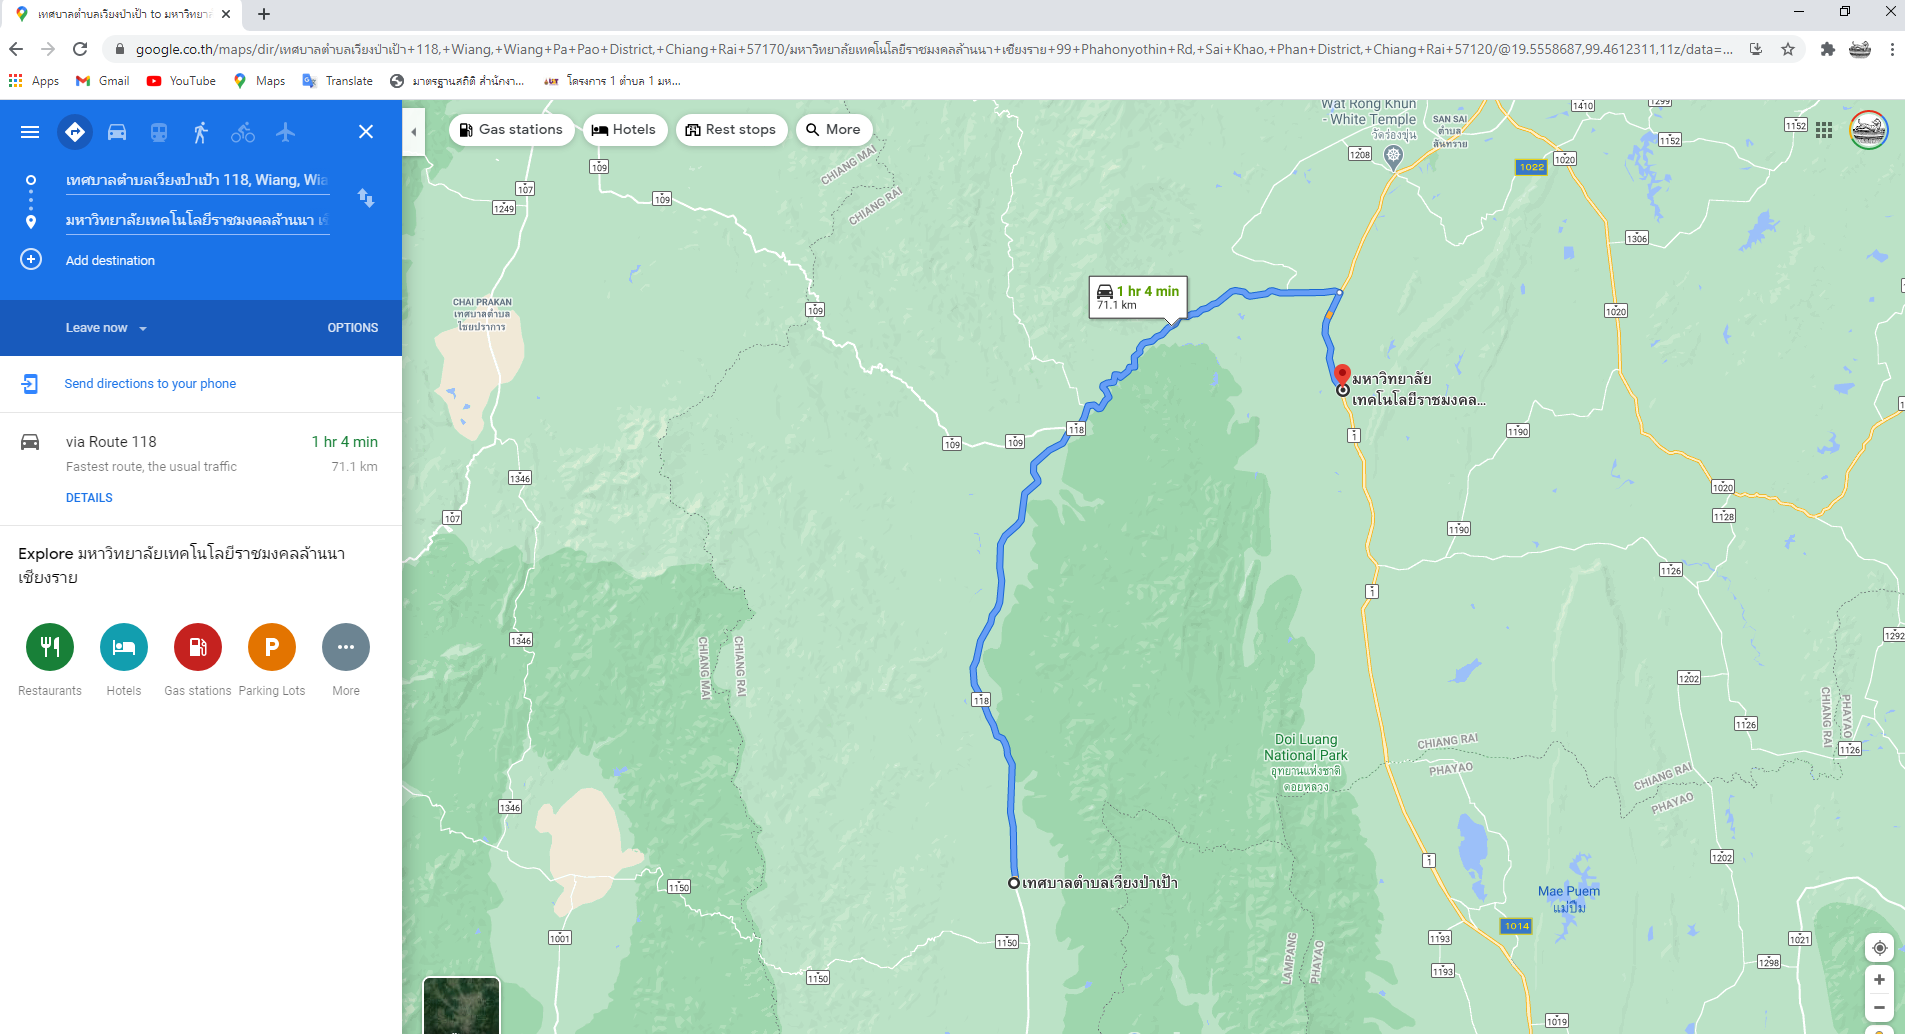 เทศบาลตำบลเวียงป่าเป้า to มหาวิทยาล
google.co.th/maps/dir/เทศบาลตำบลเวียงป่าเป้า+118,+Wiang,+Wiang+Pa+Pao+District,+Chiang+Rai+57170/มหาวิทยาลัยเทคโนโลยีราชมงคลล้านนา+เชียงราย+99+Phahonyothin+Rd,+Sai+Khao,+Phan+District,+Chiang+Rai+57120/@19.5558687,99.4612311,11z/data=...
Apps Gmail YouTube Maps Translate มาตรฐานสถิติ สำนักงา... โครงการ 1 ตำบล 1 มห...
เทศบาลตำบลเวียงป่าเป้า 118, Wiang, Wia
มหาวิทยาลัยเทคโนโลยีราชมงคลล้านนา เชี
Add destination
Leave now
OPTIONS
Send directions to your phone
via Route 118
1 hr 4 min
Fastest route, the usual traffic
71.1 km
DETAILS
Explore มหาวิทยาลัยเทคโนโลยีราชมงคลล้านนา
เชียงราย
P
Restaurants Hotels Gas stations Parking Lots More
Gas stations Hotels Rest stops More
Wat Rong Khun
- White Temple
วัดร่องขุ่น
SAN SAI
ตำบล
สันทราย
1410
1299
1152
1152
1208
1020
1022
109
107
109
1249
CHIANG MAI
CHIANG RAI
1306
CHAI PRAKAN
เทศบาลตำบล
ไชยปราการ
1 hr 4 min
71.1 km
109
1020
มหาวิทยาลัย
เทคโนโลยีราชมงคล...
118
109
109
1
1190
1346
1020
107
1128
1190
1126
1
1346
1292
CHIANG MAI
CHIANG RAI
1202
118
1126
CHIANG RAI
PHAYAO
1126
Doi Luang
National Park
อุทยานแห่งชาติ
ดอยหลวง
CHIANG RAI
PHAYAO
CHIANG RAI
PHAYAO
1346
1
1202
เทศบาลตำบลเวียงป่าเป้า
1150
Mae Puem
แม่ปืม
1014
1001
1150
1193
1021
LAMPANG
PHAYAO
1150
1193
1298
1019